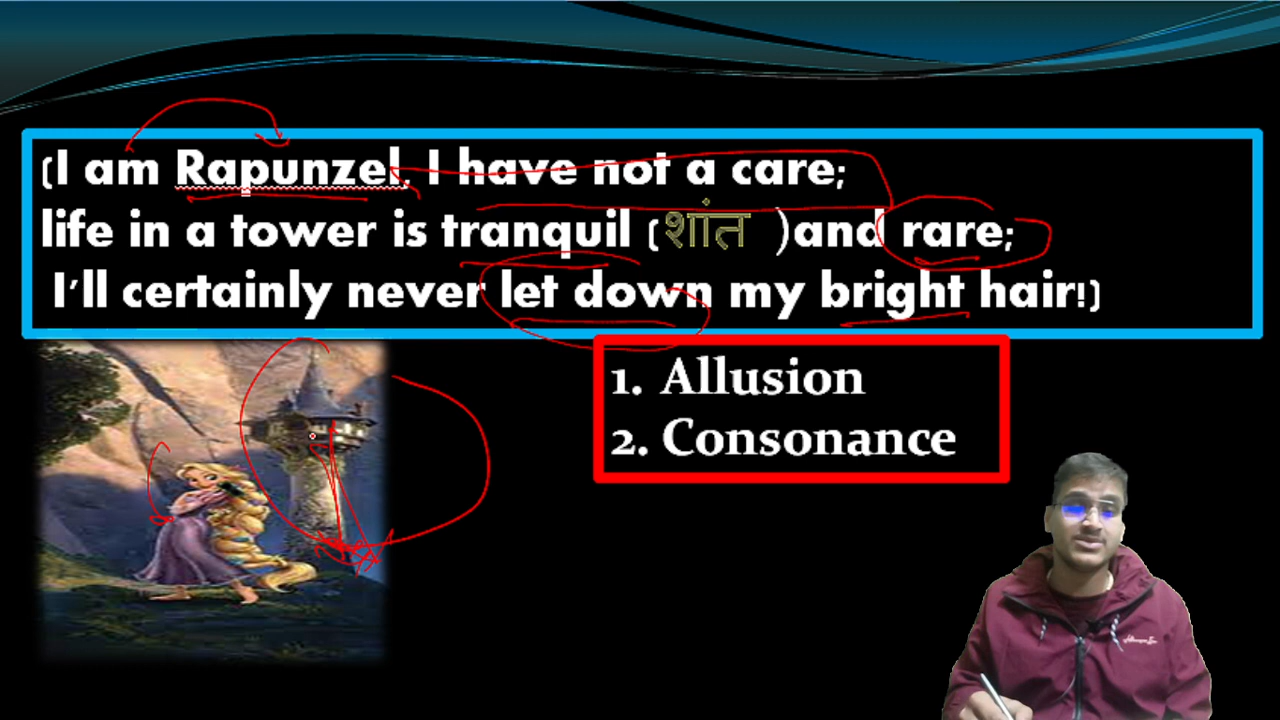 (I am Rapunzel, I have not a care;
life in a tower is tranquil (शांत )and rare;
I'll certainly never let down my bright hair!)
1. Allusion
2. Consonance